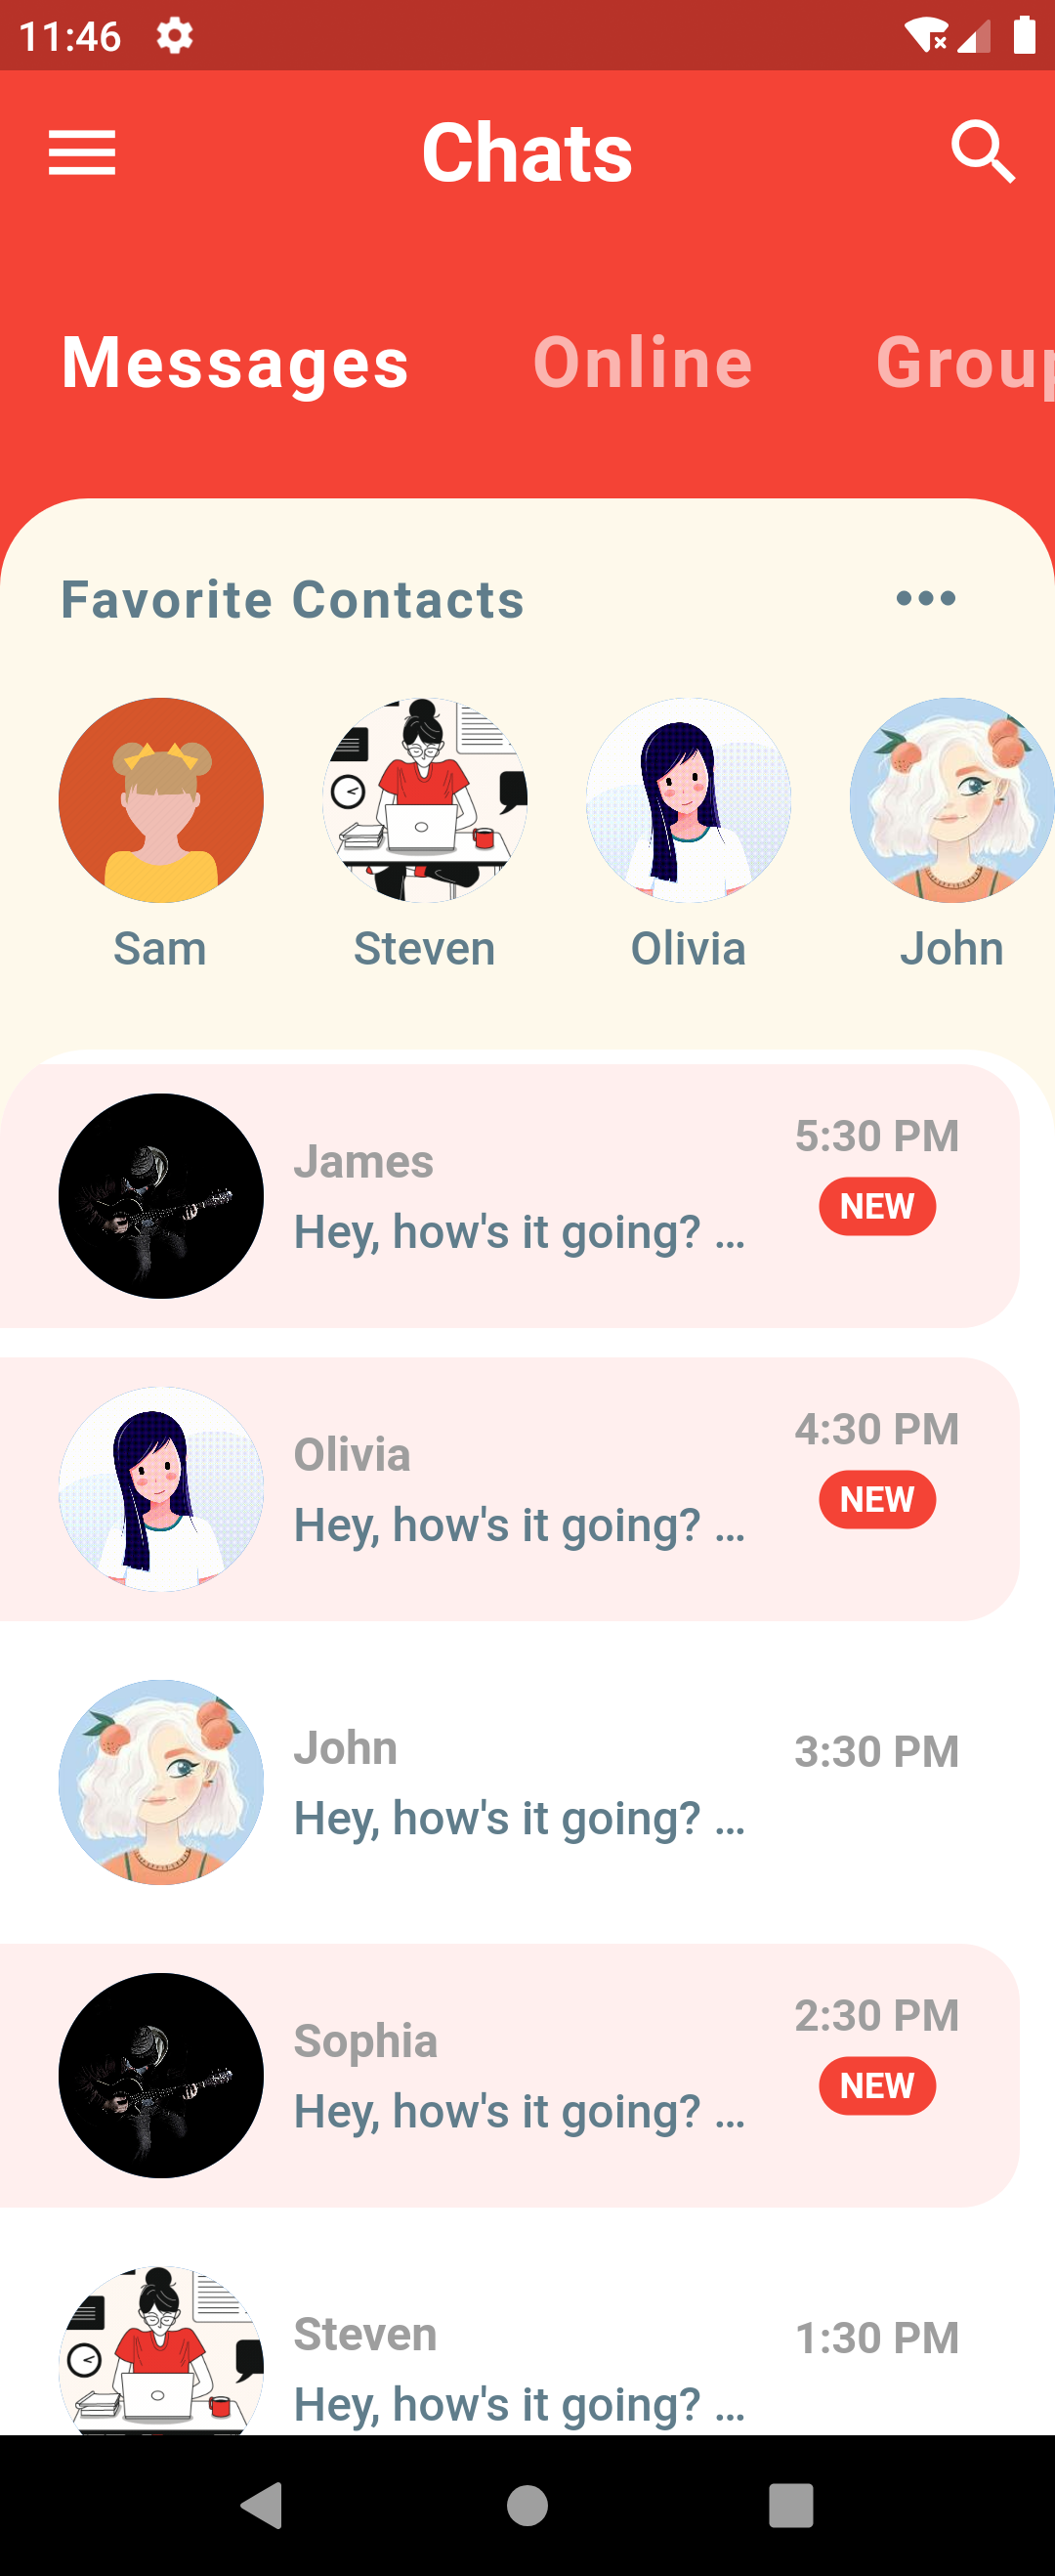 11:46
Chats
Messages Online Group
Favorite Contacts
Sam Steven Olivia John
James 5:30 PM
Hey, how's it going? ... NEW
Olivia 4:30 PM
Hey, how's it going? ... NEW
John 3:30 PM
Hey, how's it going? ...
Sophia 2:30 PM
Hey, how's it going? ... NEW
Steven 1:30 PM
Hey, how's it going? ...